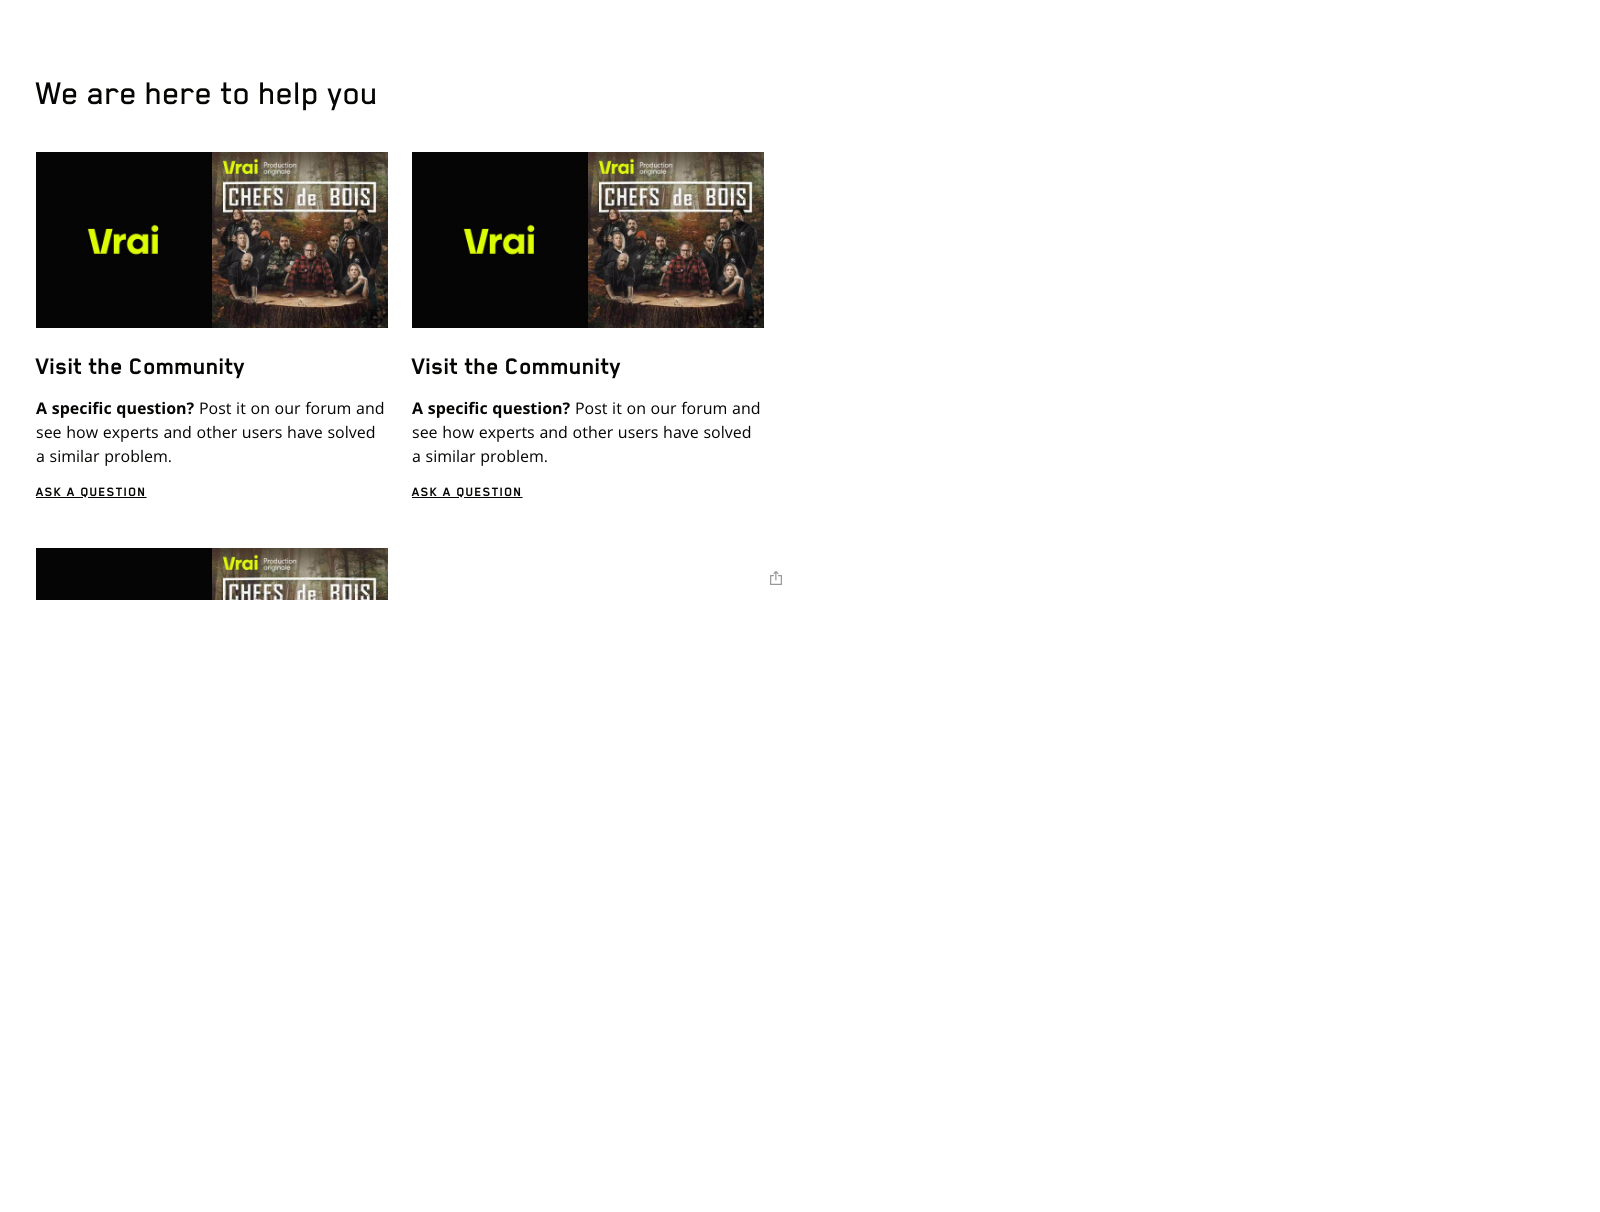 We are here to help you
Vrai
Vrai Production
originale
CHEFS de BOIS
Vrai
Vrai Production
originale
CHEFS de BOIS
Visit the Community
A specific question? Post it on our forum and
see how experts and other users have solved
a similar problem.
ASK A QUESTION
Visit the Community
A specific question? Post it on our forum and
see how experts and other users have solved
a similar problem.
ASK A QUESTION
Vrai Production
originale
CHEFS de BOIS